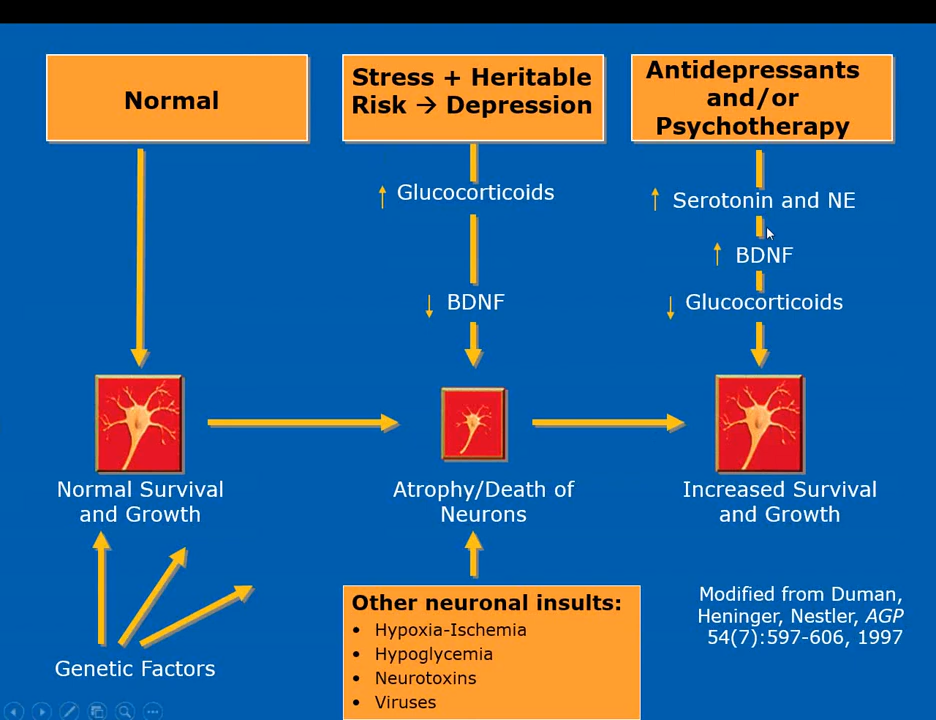 Normal
Stress + Heritable
Risk → Depression
Antidepressants
and/or
Psychotherapy
↑ Glucocorticoids
↓ BDNF
↑ Serotonin and NE
↑ BDNF
↓ Glucocorticoids
Normal Survival
and Growth
Atrophy/Death of
Neurons
Increased Survival
and Growth
Genetic Factors
Other neuronal insults:
• Hypoxia-Ischemia
• Hypoglycemia
• Neurotoxins
• Viruses
Modified from Duman,
Heninger, Nestler, AGP
54(7):597-606, 1997